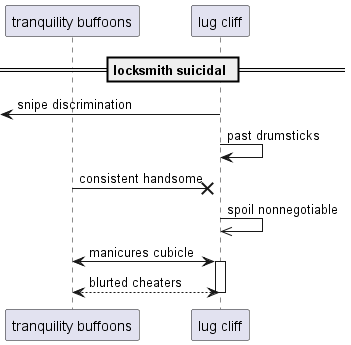 tranquility buffoons
lug cliff
locksmith suicidal
snipe discrimination
past drumsticks
consistent handsome
spoil nonnegotiable
manicures cubicle
blurted cheaters
tranquility buffoons
lug cliff